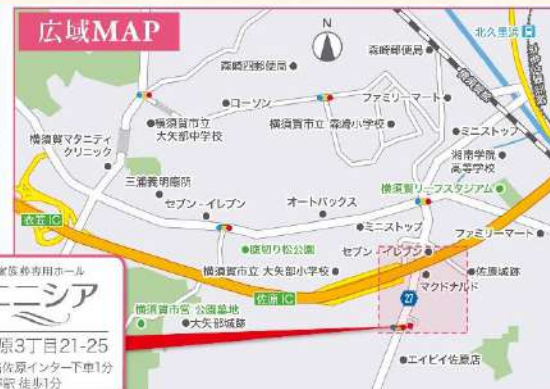 広域MAP
N
北久里浜
森崎郵便局
森崎四郵便局
ローソン
ファミリーマート
横須賀市立
大矢部中学校
横須賀市立 森崎小学校
ミニストップ
横須賀マタニティ
クリニック
湘南学院
高等学校
三浦義明廟所
横須賀リーフスタジアム
セブン‐イレブン
オートバックス
衣笠IC
ミニストップ
ファミリーマート
腹切り松公園
セブン‐イレブン
家族葬専用ホール
横須賀市立 大矢部小学校
佐原城跡
エニシア
マクドナルド
佐原IC
27
横須賀市営 公園墓地
原3丁目21-25
大矢部城跡
佐原インター下車1分
駅 徒歩1分
エイビイ佐原店